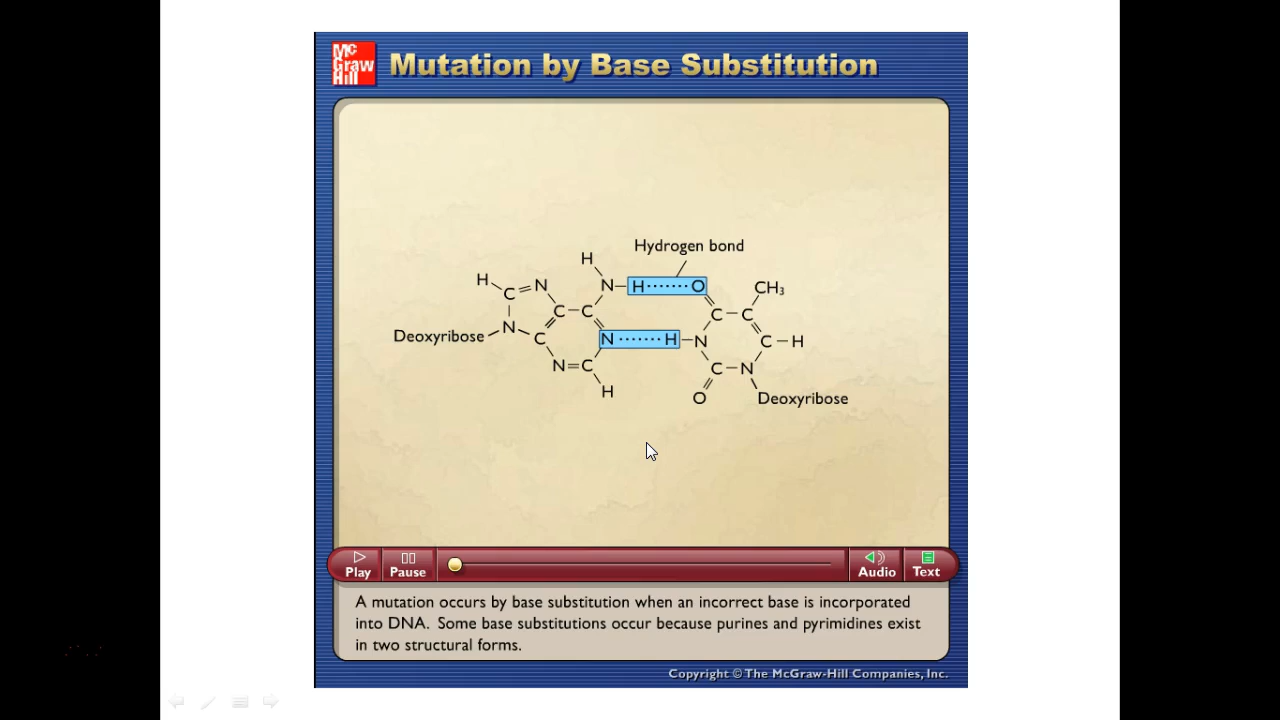 Mc
Graw
Hill
Mutation by Base Substitution
Hydrogen bond
H
H
N
N
H·······O
CH₃
C
C
C
C
C
Deoxyribose
N
C
N·······H
N
C
H
N
C
C
N
H
O
Deoxyribose
Play
Pause
Audio
Text
A mutation occurs by base substitution when an incorrect base is incorporated
into DNA. Some base substitutions occur because purines and pyrimidines exist
in two structural forms.
Copyright © The McGraw-Hill Companies, Inc.